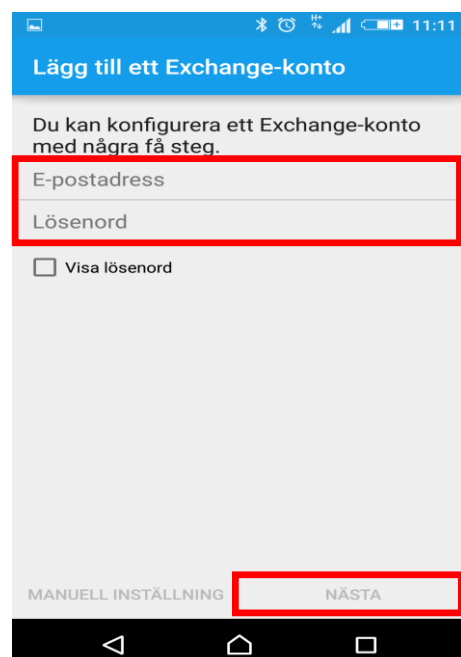 H+ 11:11
Lägg till ett Exchange-konto
Du kan konfigurera ett Exchange-konto
med några få steg.
E-postadress
Lösenord
Visa lösenord
MANUELL INSTÄLLNING NÄSTA